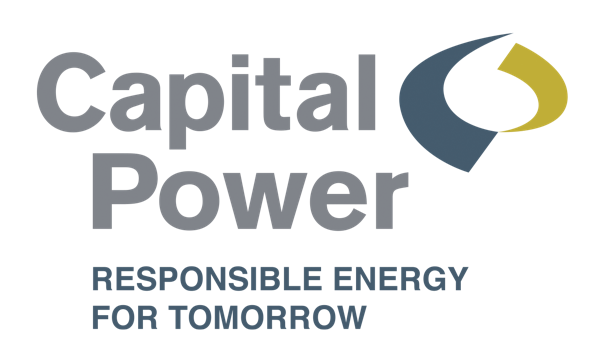 Capital
Power
RESPONSIBLE ENERGY
FOR TOMORROW